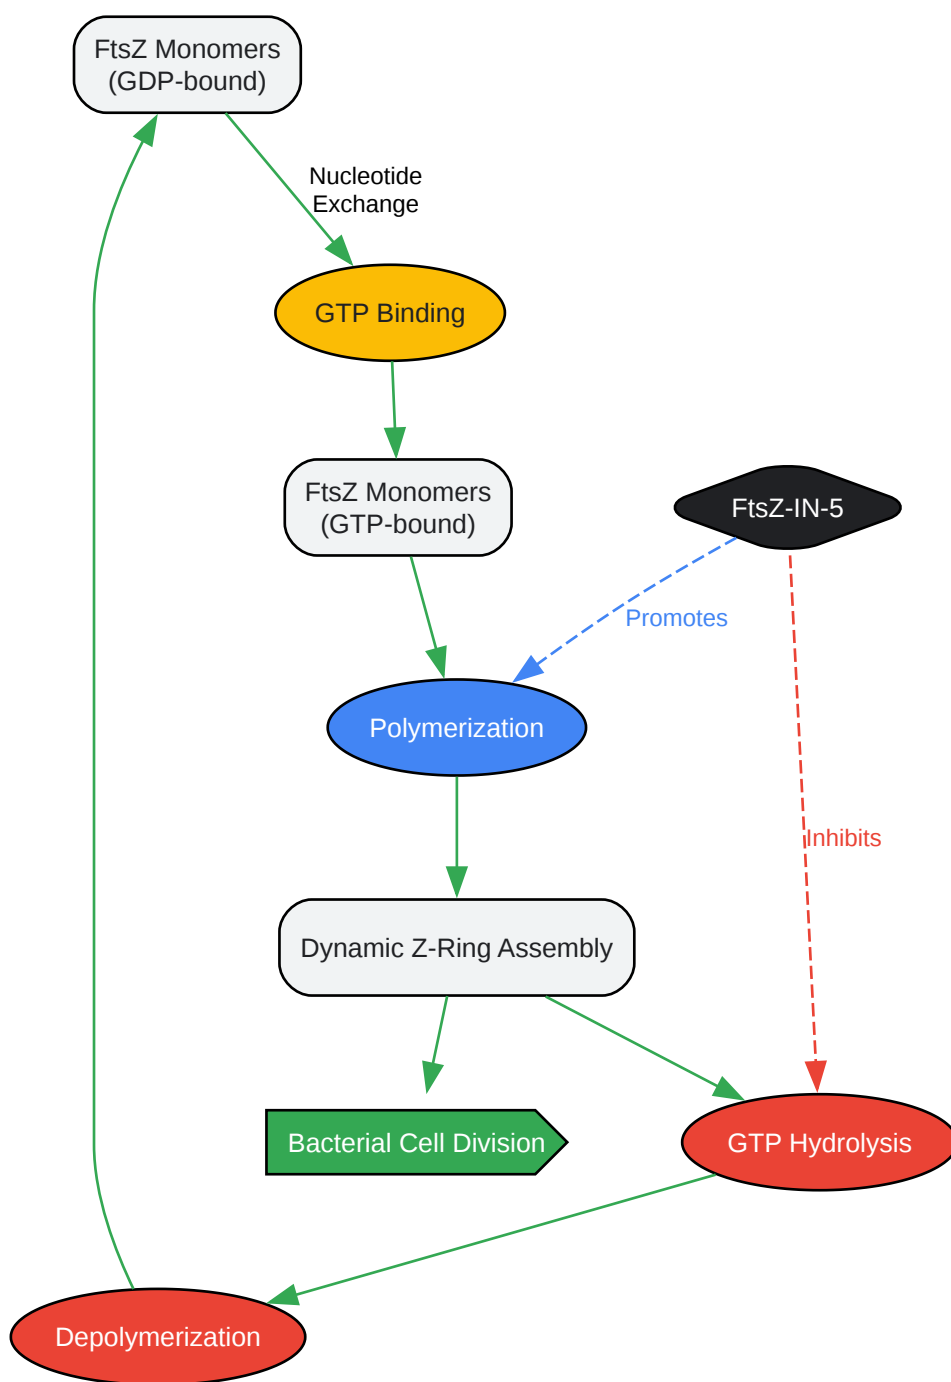 FtsZ Monomers
(GDP-bound)
Nucleotide
Exchange
GTP Binding
FtsZ Monomers
(GTP-bound)
FtsZ-IN-5
Promotes
Polymerization
Inhibits
Dynamic Z-Ring Assembly
Bacterial Cell Division
GTP Hydrolysis
Depolymerization